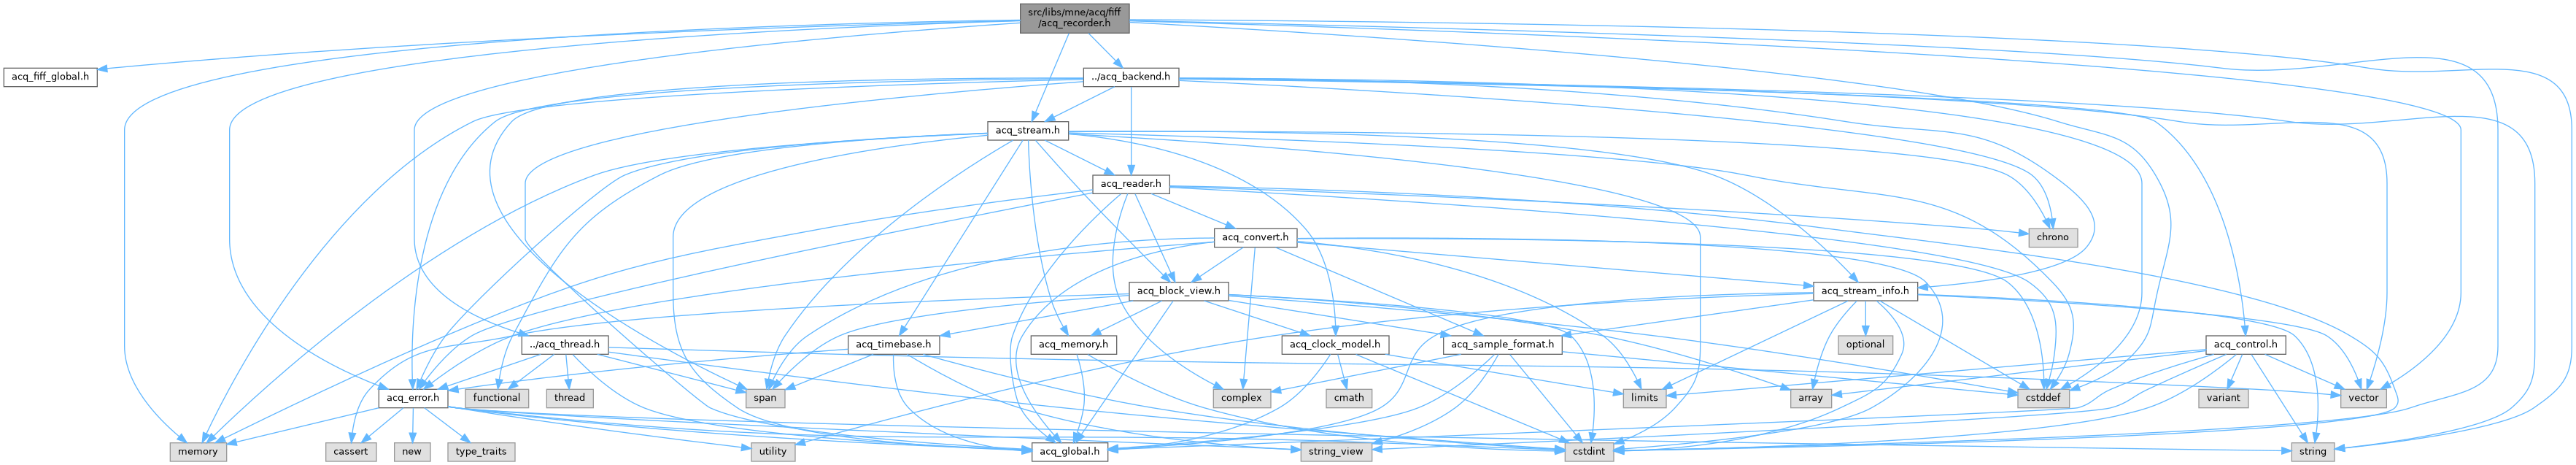 src/libs/mne/acq/fiff
/acq_recorder.h
acq_fiff_global.h
../acq_backend.h
acq_stream.h
acq_reader.h
acq_convert.h
chrono
acq_block_view.h
acq_stream_info.h
../acq_thread.h
acq_timebase.h
acq_memory.h
acq_clock_model.h
acq_sample_format.h
optional
acq_control.h
acq_error.h
functional
thread
span
complex
cmath
limits
array
cstddef
variant
vector
memory
cassert
new
type_traits
utility
acq_global.h
string_view
cstdint
string